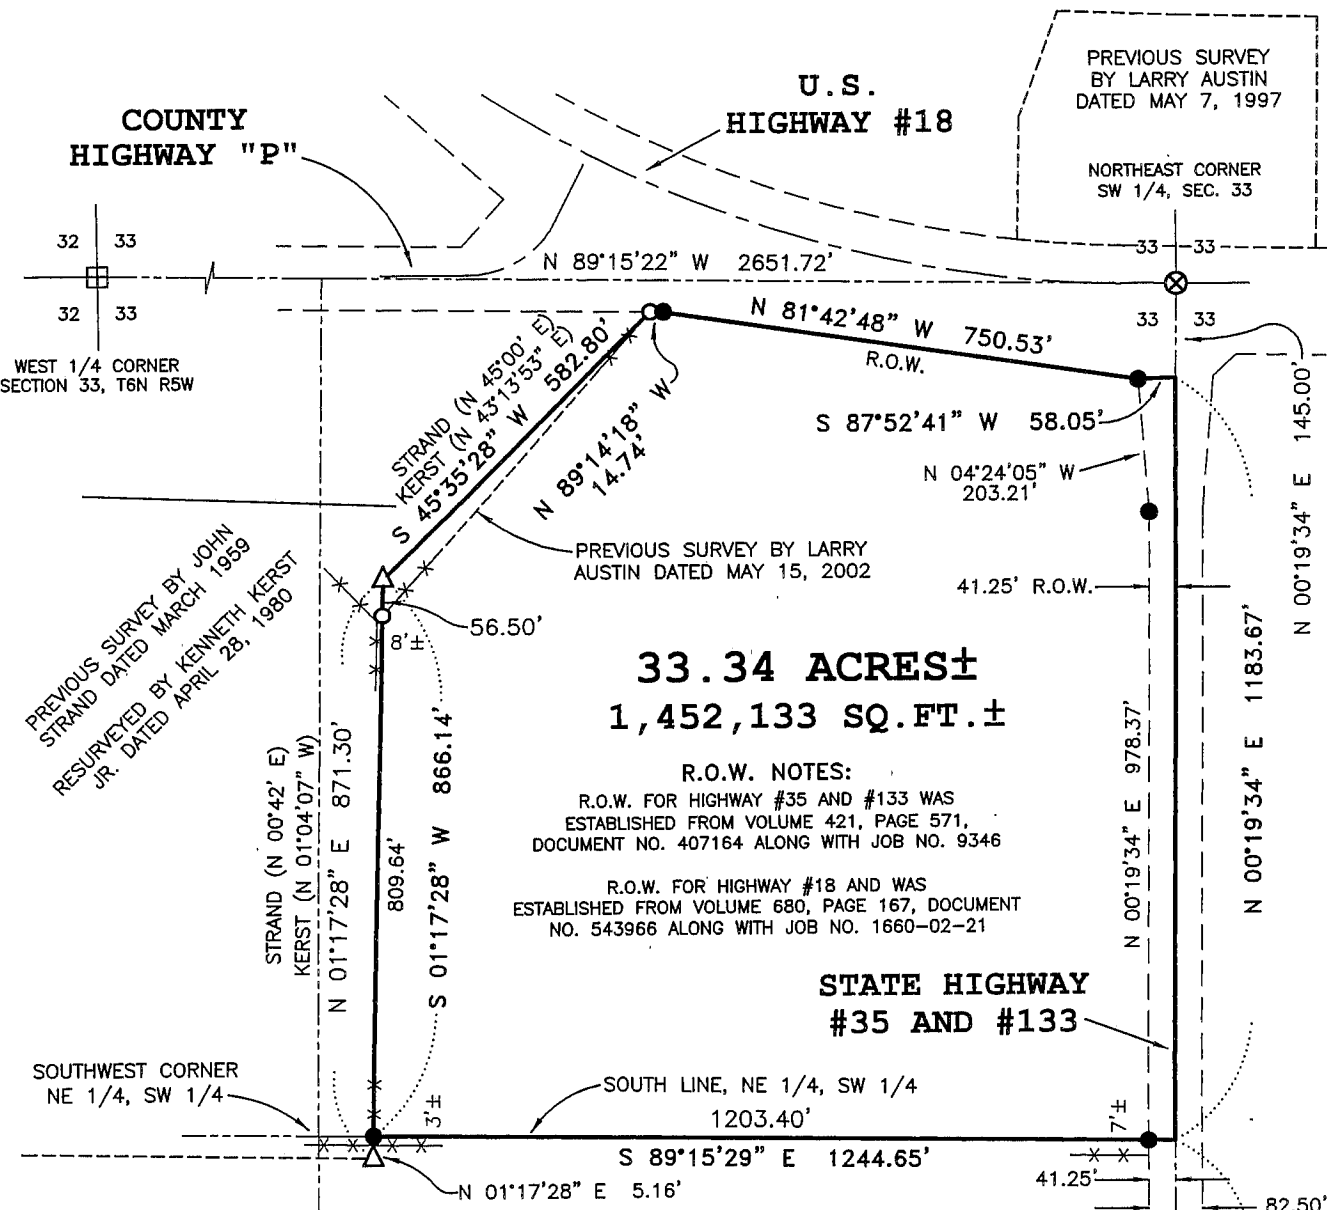 PREVIOUS SURVEY
BY LARRY AUSTIN
DATED MAY 7, 1997
U.S.
HIGHWAY #18
COUNTY
HIGHWAY "P"
NORTHEAST CORNER
SW 1/4, SEC. 33
32 33
33 33
N 89°15'22" W 2651.72'
32 33
33 33
WEST 1/4 CORNER
SECTION 33, T6N R5W
N 81°42'48" W 750.53'
R.O.W.
STRAND (N 45°00' E)
KERST (N 43°13'53" E)
S 45°35'28" W 582.80'
N 89°14'18" W
14.74'
S 87°52'41" W 58.05'
N 00°19'34" E 145.00'
N 04°24'05" W
203.21'
PREVIOUS SURVEY BY JOHN
STRAND DATED MARCH 1959
RESURVEYED BY KENNETH KERST
JR. DATED APRIL 28, 1980
PREVIOUS SURVEY BY LARRY
AUSTIN DATED MAY 15, 2002
41.25' R.O.W.
56.50'
8'±
33.34 ACRES±
1,452,133 SQ.FT.±
R.O.W. NOTES:
R.O.W. FOR HIGHWAY #35 AND #133 WAS
ESTABLISHED FROM VOLUME 421, PAGE 571,
DOCUMENT NO. 407164 ALONG WITH JOB NO. 9346
R.O.W. FOR HIGHWAY #18 AND WAS
ESTABLISHED FROM VOLUME 680, PAGE 167, DOCUMENT
NO. 543966 ALONG WITH JOB NO. 1660-02-21
STRAND (N 00°42' E)
KERST (N 01°04'07" W)
N 01°17'28" E 871.30'
809.64'
S 01°17'28" W 866.14'
N 00°19'34" E 978.37'
N 00°19'34" E 1183.67'
STATE HIGHWAY
#35 AND #133
SOUTHWEST CORNER
NE 1/4, SW 1/4
SOUTH LINE, NE 1/4, SW 1/4
3'±
1203.40'
7'±
S 89°15'29" E 1244.65'
N 01°17'28" E 5.16'
41.25'
82.50'